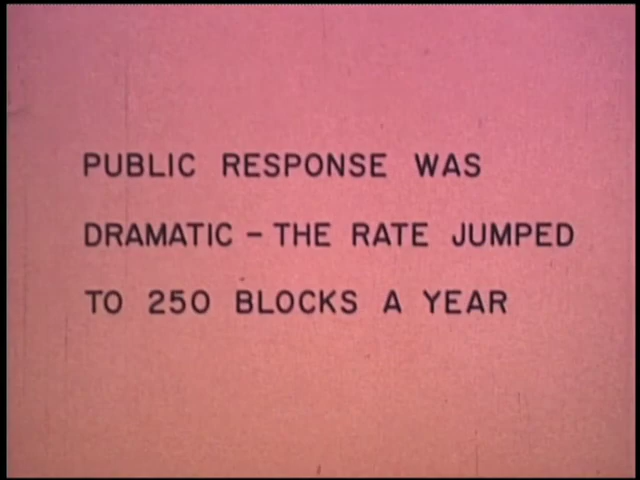 PUBLIC RESPONSE WAS
DRAMATIC – THE RATE JUMPED
TO 250 BLOCKS A YEAR